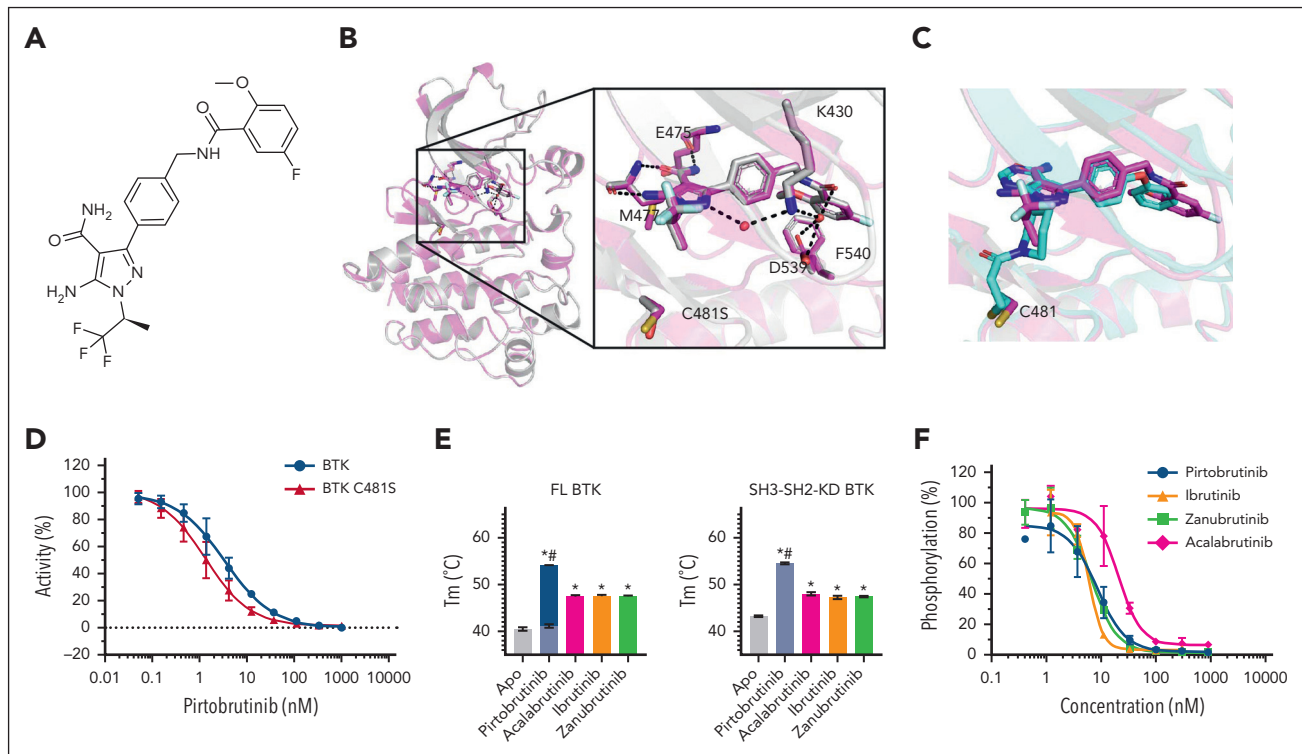 A
O
O
NH
F
NH₂
O
H₂N
N
N
F
F
F
B
E475
K430
M477
D539
F540
C481S
C
C481
D
Activity (%)
120
100
80
60
40
20
0
–20
0.01
0.1
1
10
100
1000
10000
Pirtobrutinib (nM)
BTK
BTK C481S
E
FL BTK
Tm (°C)
60
50
40
*#
*
*
*
Apo
Pirtobrutinib
Acalabrutinib
Ibrutinib
Zanubrutinib
SH3-SH2-KD BTK
Tm (°C)
60
50
40
*#
*
*
*
Apo
Pirtobrutinib
Acalabrutinib
Ibrutinib
Zanubrutinib
F
Phosphorylation (%)
120
100
80
60
40
20
0
0.1
1
10
100
1000
10000
Concentration (nM)
Pirtobrutinib
Ibrutinib
Zanubrutinib
Acalabrutinib